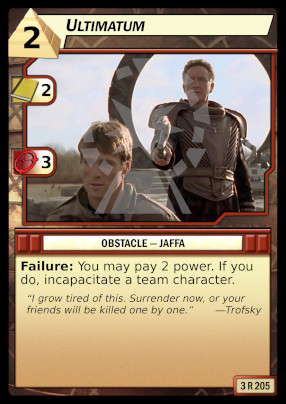 2
ULTIMATUM
2
3
OBSTACLE — JAFFA
Failure: You may pay 2 power. If you
do, incapacitate a team character.
“I grow tired of this. Surrender now, or your
friends will be killed one by one.” —Trofsky
3 R 205